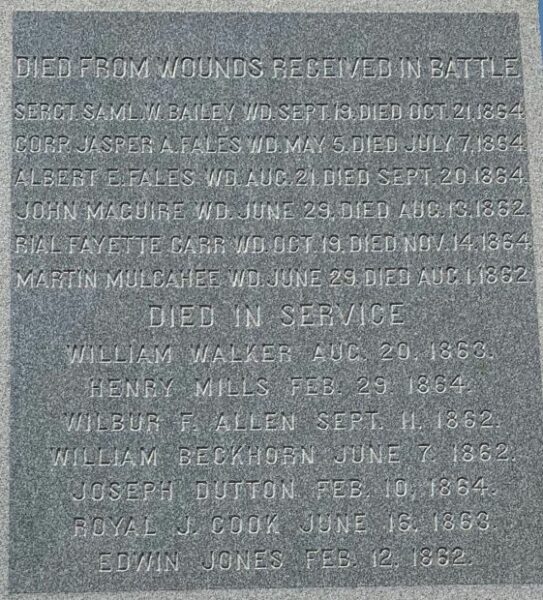 DIED FROM WOUNDS RECEIVED IN BATTLE
SERGT. SAML. W. BAILEY WD. SEPT. 19, DIED OCT. 21, 1864.
CORP. JASPER A. FALES WD. MAY 5, DIED JULY 7, 1864.
ALBERT E. FALES WD. AUG. 21 DIED SEPT. 20. 1864.
JOHN MAGUIRE WD. JUNE 29, DIED AUG. 13, 1862.
RIAL FAYETTE CARR WD. OCT. 19, DIED NOV. 14, 1864.
MARTIN MULCAHEE WD. JUNE 29, DIED AUG 1, 1862.
DIED IN SERVICE
WILLIAM WALKER AUG. 20. 1863.
HENRY MILLS FEB. 29. 1864.
WILBUR F. ALLEN SEPT. 11. 1862.
WILLIAM BECKHORN JUNE 7, 1862.
JOSEPH DUTTON FEB. 10, 1864.
ROYAL J. COOK JUNE 16, 1863.
EDWIN JONES FEB. 12, 1862.